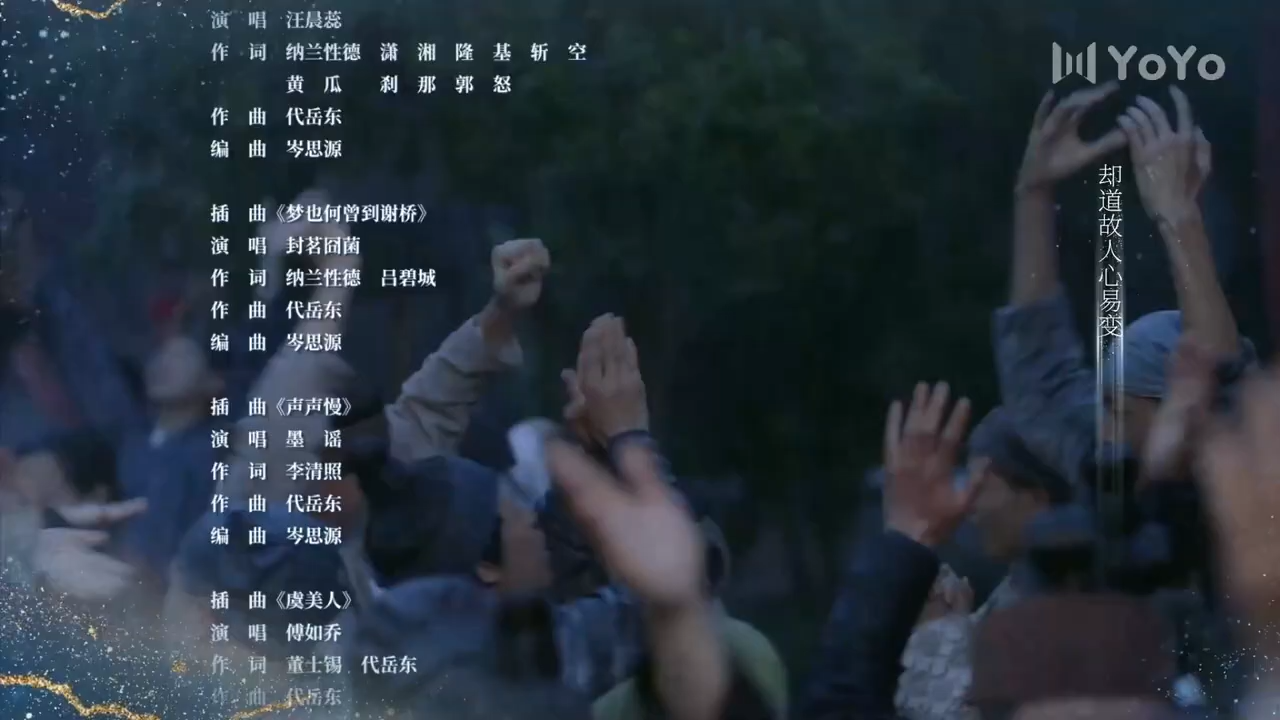 演 唱 汪晨蕊
作 词 纳兰性德 潇 湘 隆 基 斩 空
黄 瓜 刹 那 郭 怒
作 曲 代岳东
编 曲 岑思源
插 曲《梦也何曾到谢桥》
演 唱 封茗囧菌
作 词 纳兰性德 吕碧城
作 曲 代岳东
编 曲 岑思源
插 曲《声声慢》
演 唱 墨 谣
作 词 李清照
作 曲 代岳东
编 曲 岑思源
插 曲《虞美人》
演 唱 傅如乔
作 词 董士锡 代岳东
作 曲 代岳东
YoYo
却道故人心易变